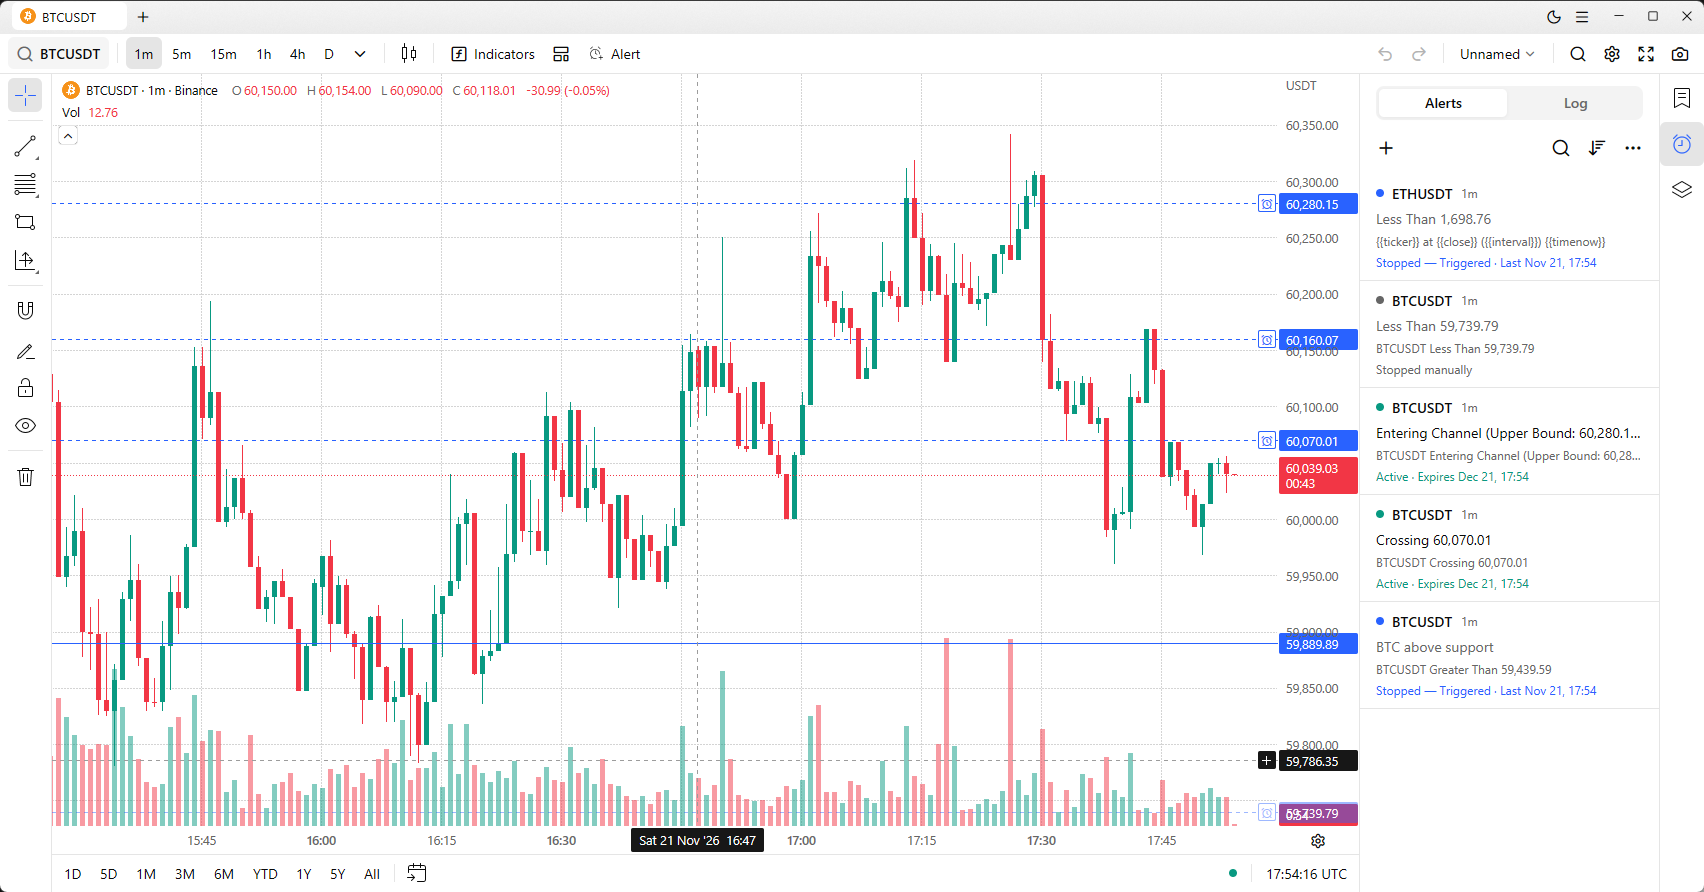 BTCUSDT
BTCUSDT 1m 5m 15m 1h 4h D Indicators Alert Unnamed
BTCUSDT · 1m · Binance O 60,150.00 H 60,154.00 L 60,090.00 C 60,118.01 -30.99 (-0.05%)
Vol 12.76
USDT
60,350.00
60,300.00
60,280.15
60,250.00
60,200.00
60,160.07
60,150.00
60,100.00
60,070.01
60,039.03
00:43
60,000.00
59,950.00
59,900.00
59,889.89
59,850.00
59,800.00
59,786.35
59,739.79
15:45 16:00 16:15 16:30 Sat 21 Nov '26 16:47 17:00 17:15 17:30 17:45
1D 5D 1M 3M 6M YTD 1Y 5Y All 17:54:16 UTC
Alerts Log
ETHUSDT 1m
Less Than 1,698.76
{{ticker}} at {{close}} ({{interval}}) {{timenow}}
Stopped — Triggered · Last Nov 21, 17:54
BTCUSDT 1m
Less Than 59,739.79
BTCUSDT Less Than 59,739.79
Stopped manually
BTCUSDT 1m
Entering Channel (Upper Bound: 60,280.1...
BTCUSDT Entering Channel (Upper Bound: 60,28...
Active · Expires Dec 21, 17:54
BTCUSDT 1m
Crossing 60,070.01
BTCUSDT Crossing 60,070.01
Active · Expires Dec 21, 17:54
BTCUSDT 1m
BTC above support
BTCUSDT Greater Than 59,439.59
Stopped — Triggered · Last Nov 21, 17:54